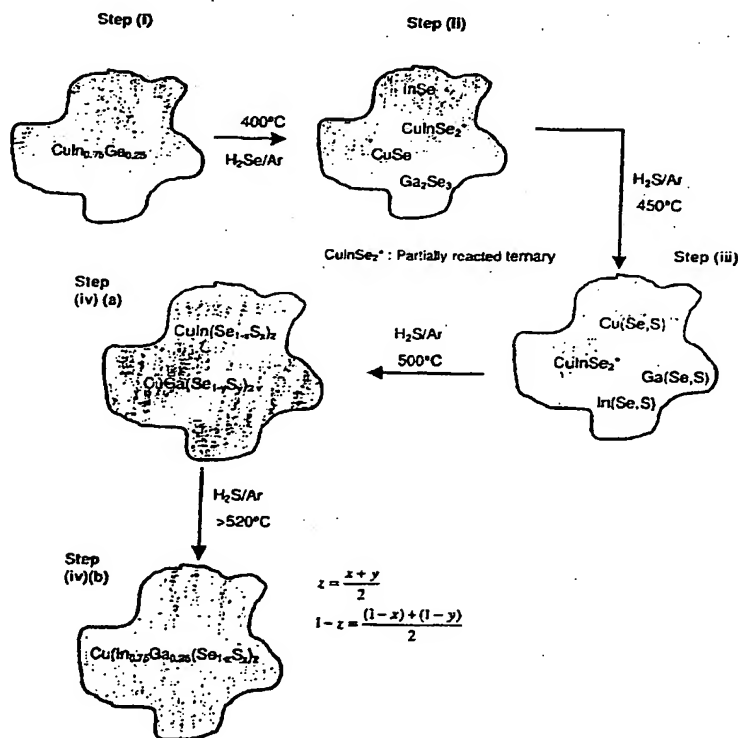 Step (i)
Step (ii)
CuIn0.75Ga0.25
400°C
H2Se/Ar
InSe
CuInSe2*
CuSe
Ga2Se3
H2S/Ar
450°C
CuInSe2* : Partially reacted ternary
Step (iii)
Cu(Se,S)
CuInSe2*
Ga(Se,S)
In(Se,S)
H2S/Ar
500°C
Step
(iv) (a)
CuIn(Se1-xSx)2
CuGa(Se1-ySy)2
H2S/Ar
>520°C
Step
(iv)(b)
Cu(In0.75Ga0.25(Se1-zSz)2
z = (x + y)/2
1 - z = ((1 - x) + (1 - y))/2